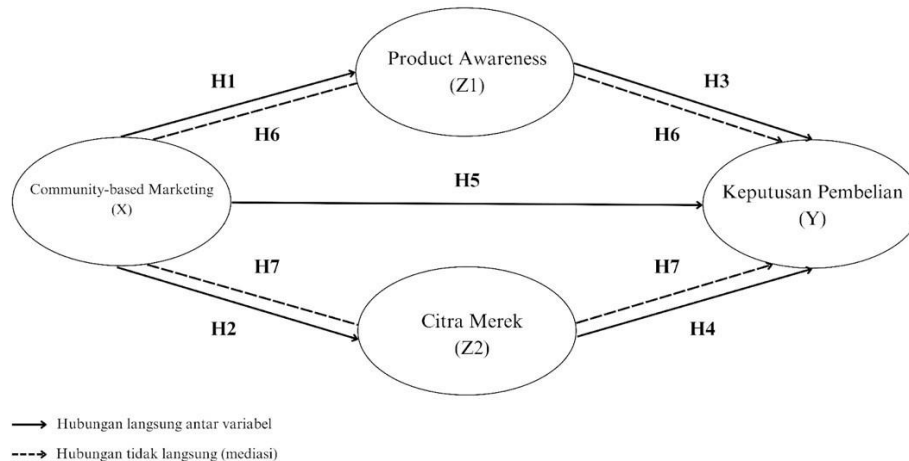 Product Awareness
(Z1)
H1
H3
H6
H6
Community-based Marketing
(X)
H5
Keputusan Pembelian
(Y)
H7
H7
H2
Citra Merek
(Z2)
H4
Hubungan langsung antar variabel
Hubungan tidak langsung (mediasi)